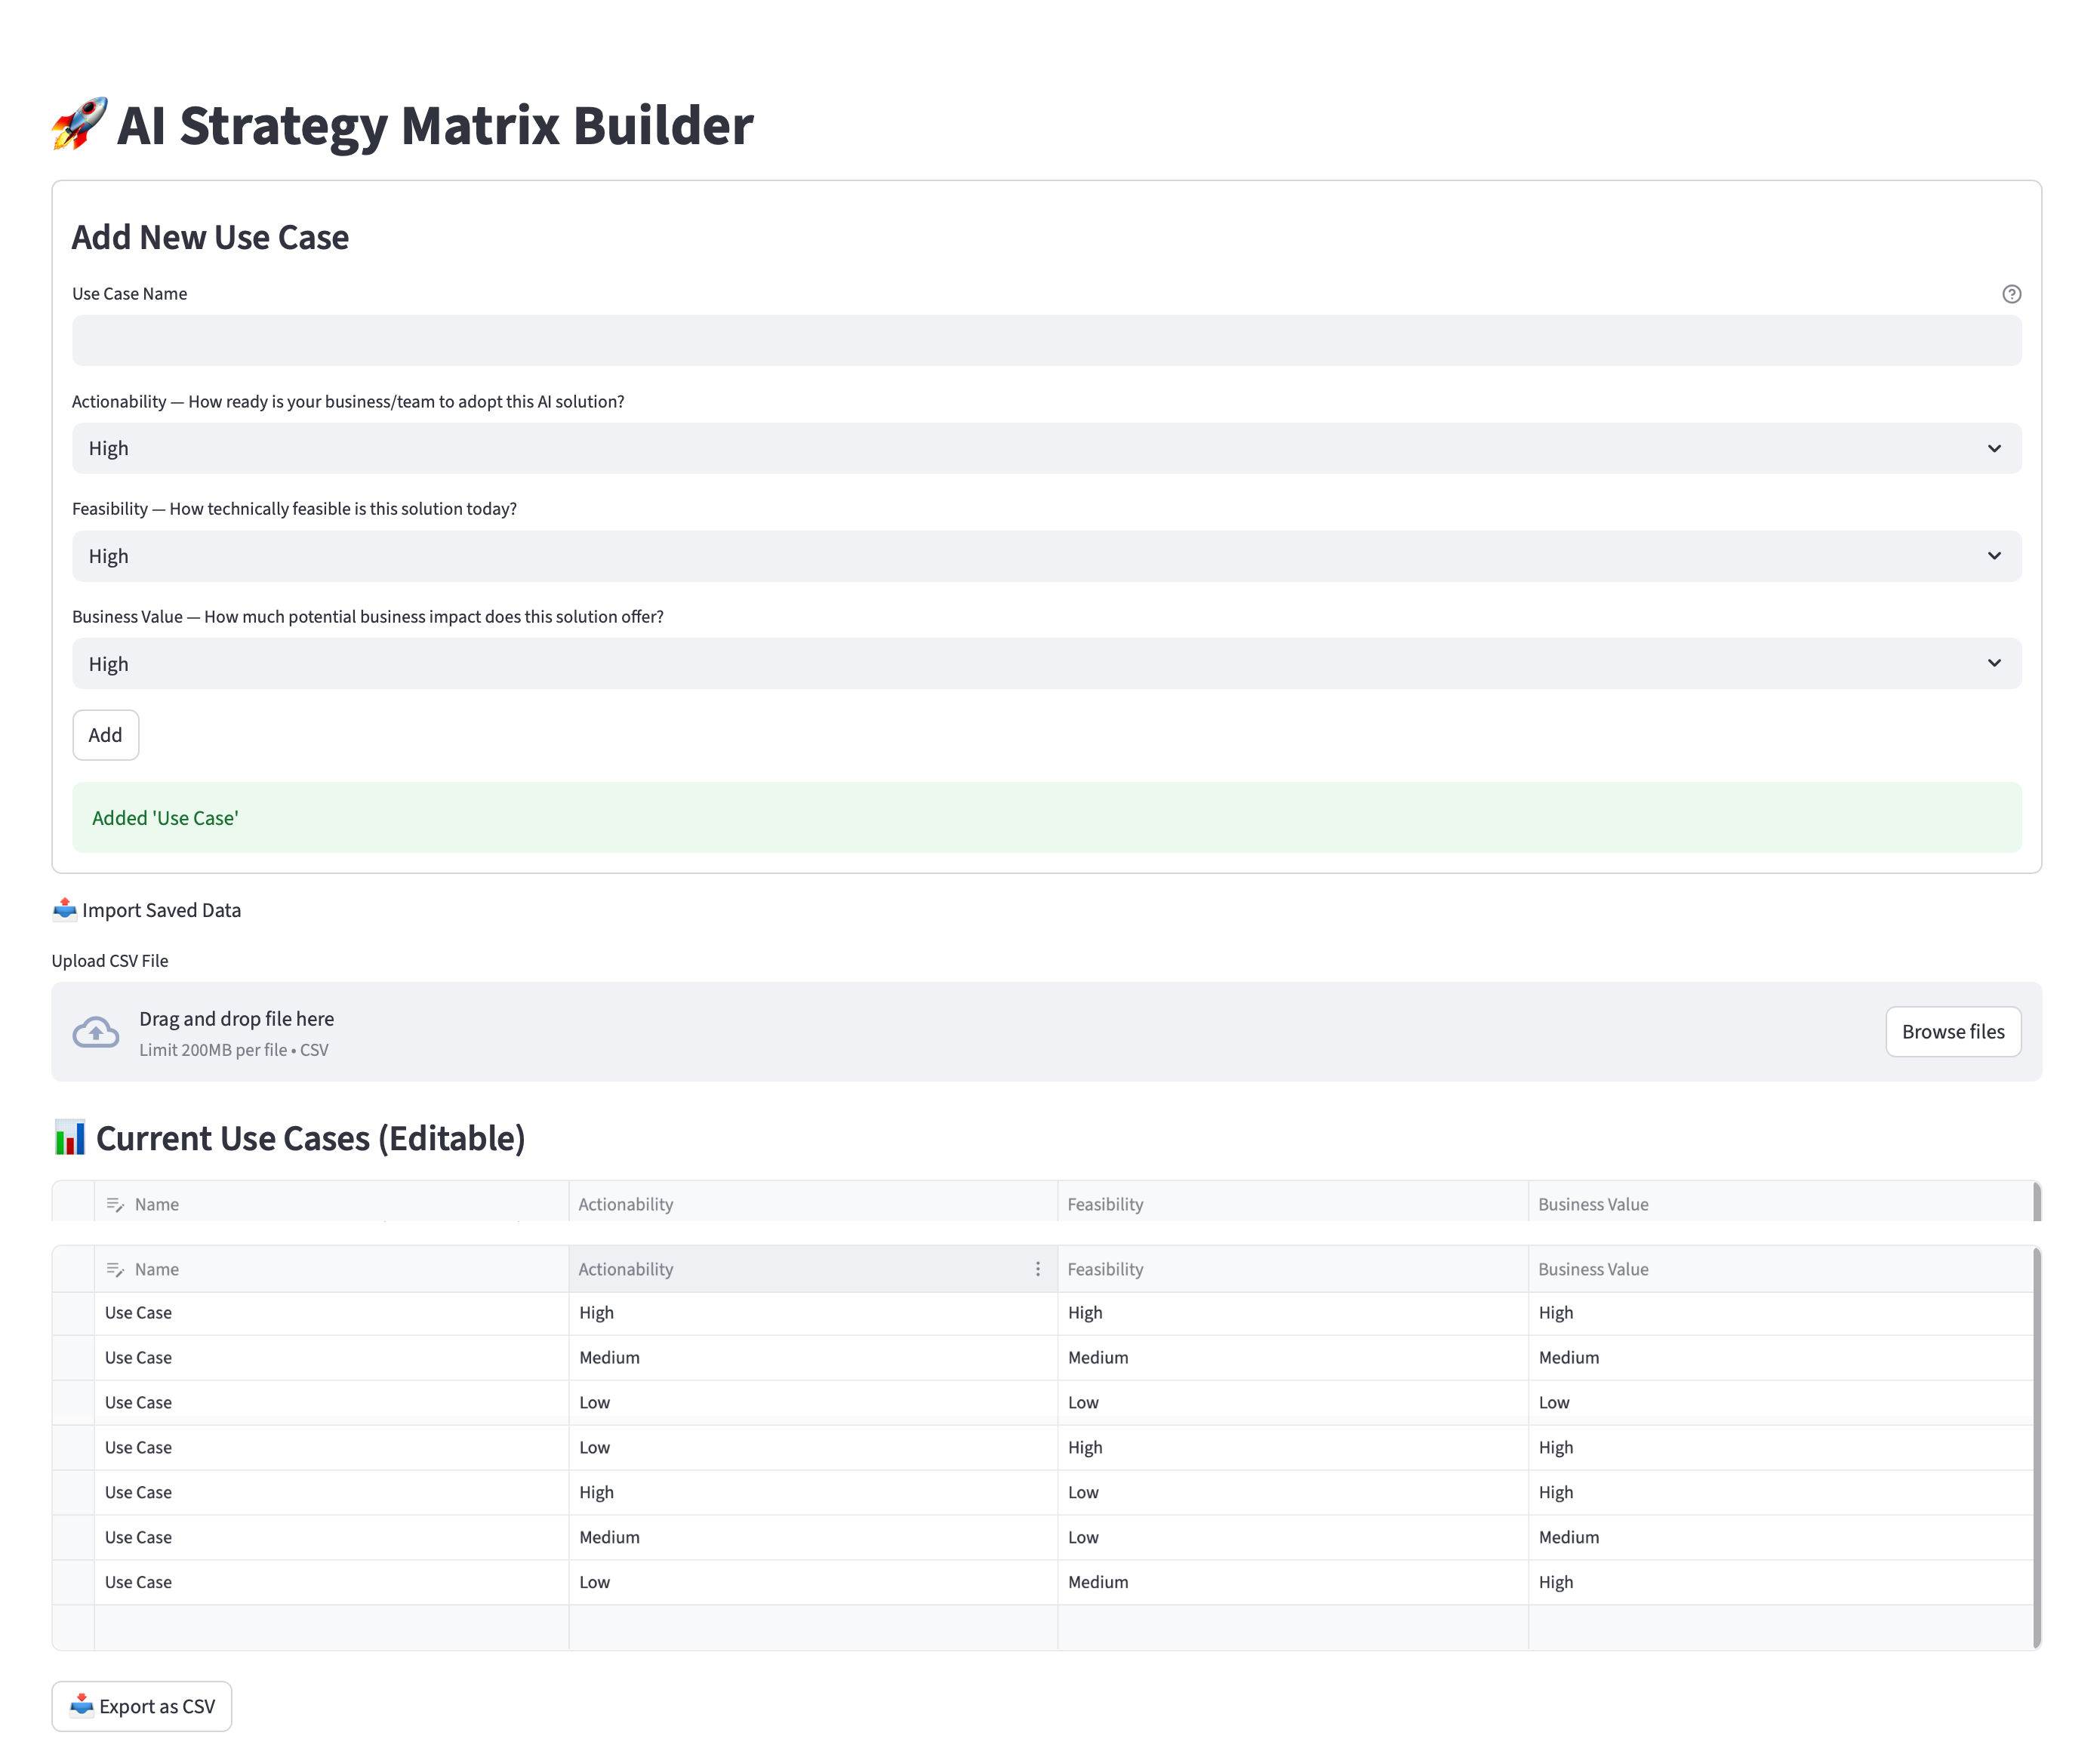 🚀 AI Strategy Matrix Builder
Add New Use Case
Use Case Name
Actionability — How ready is your business/team to adopt this AI solution?
High
Feasibility — How technically feasible is this solution today?
High
Business Value — How much potential business impact does this solution offer?
High
Add
Added 'Use Case'
📤 Import Saved Data
Upload CSV File
Drag and drop file here
Limit 200MB per file • CSV
Browse files
📊 Current Use Cases (Editable)
Name Actionability Feasibility Business Value
Name Actionability Feasibility Business Value
Use Case High High High
Use Case Medium Medium Medium
Use Case Low Low Low
Use Case Low High High
Use Case High Low High
Use Case Medium Low Medium
Use Case Low Medium High
📥 Export as CSV